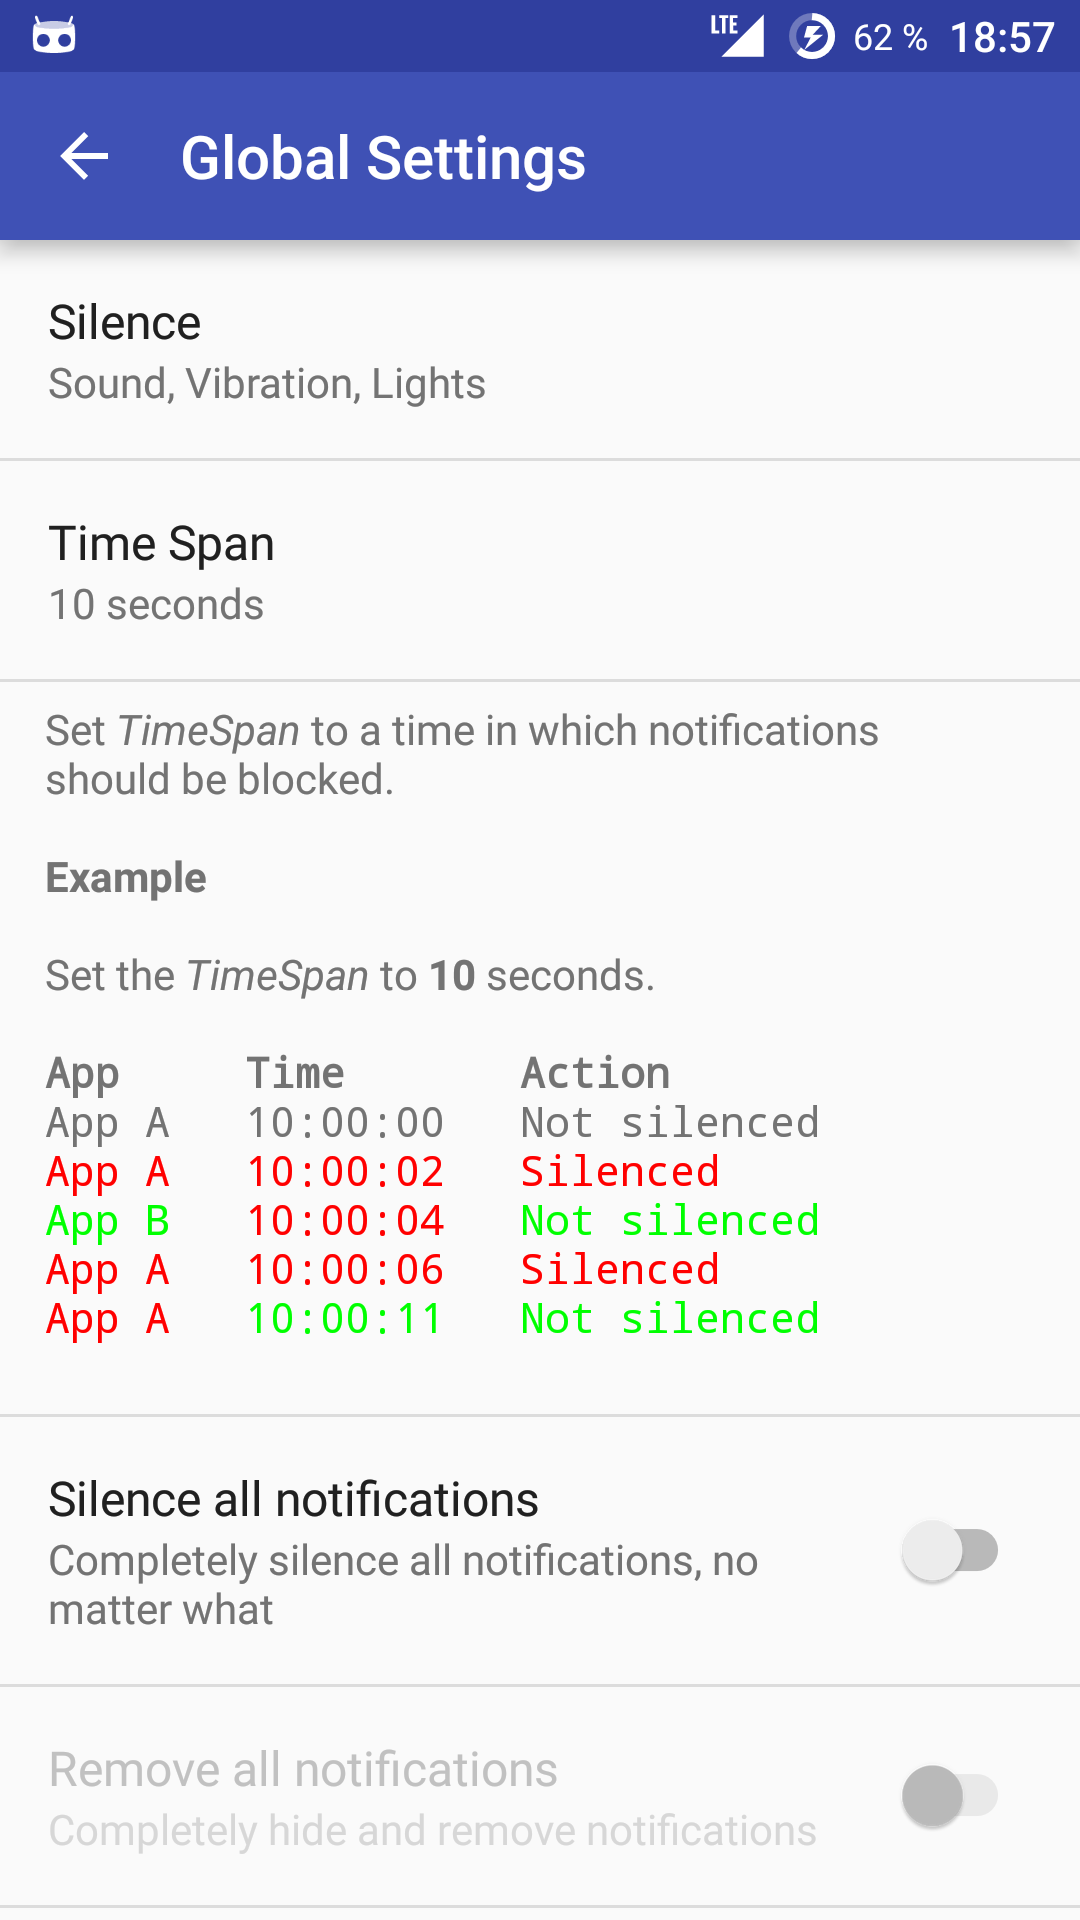 LTE 62 % 18:57
Global Settings
Silence
Sound, Vibration, Lights
Time Span
10 seconds
Set TimeSpan to a time in which notifications
should be blocked.
Example
Set the TimeSpan to 10 seconds.
App Time Action
App A 10:00:00 Not silenced
App A 10:00:02 Silenced
App B 10:00:04 Not silenced
App A 10:00:06 Silenced
App A 10:00:11 Not silenced
Silence all notifications
Completely silence all notifications, no
matter what
Remove all notifications
Completely hide and remove notifications